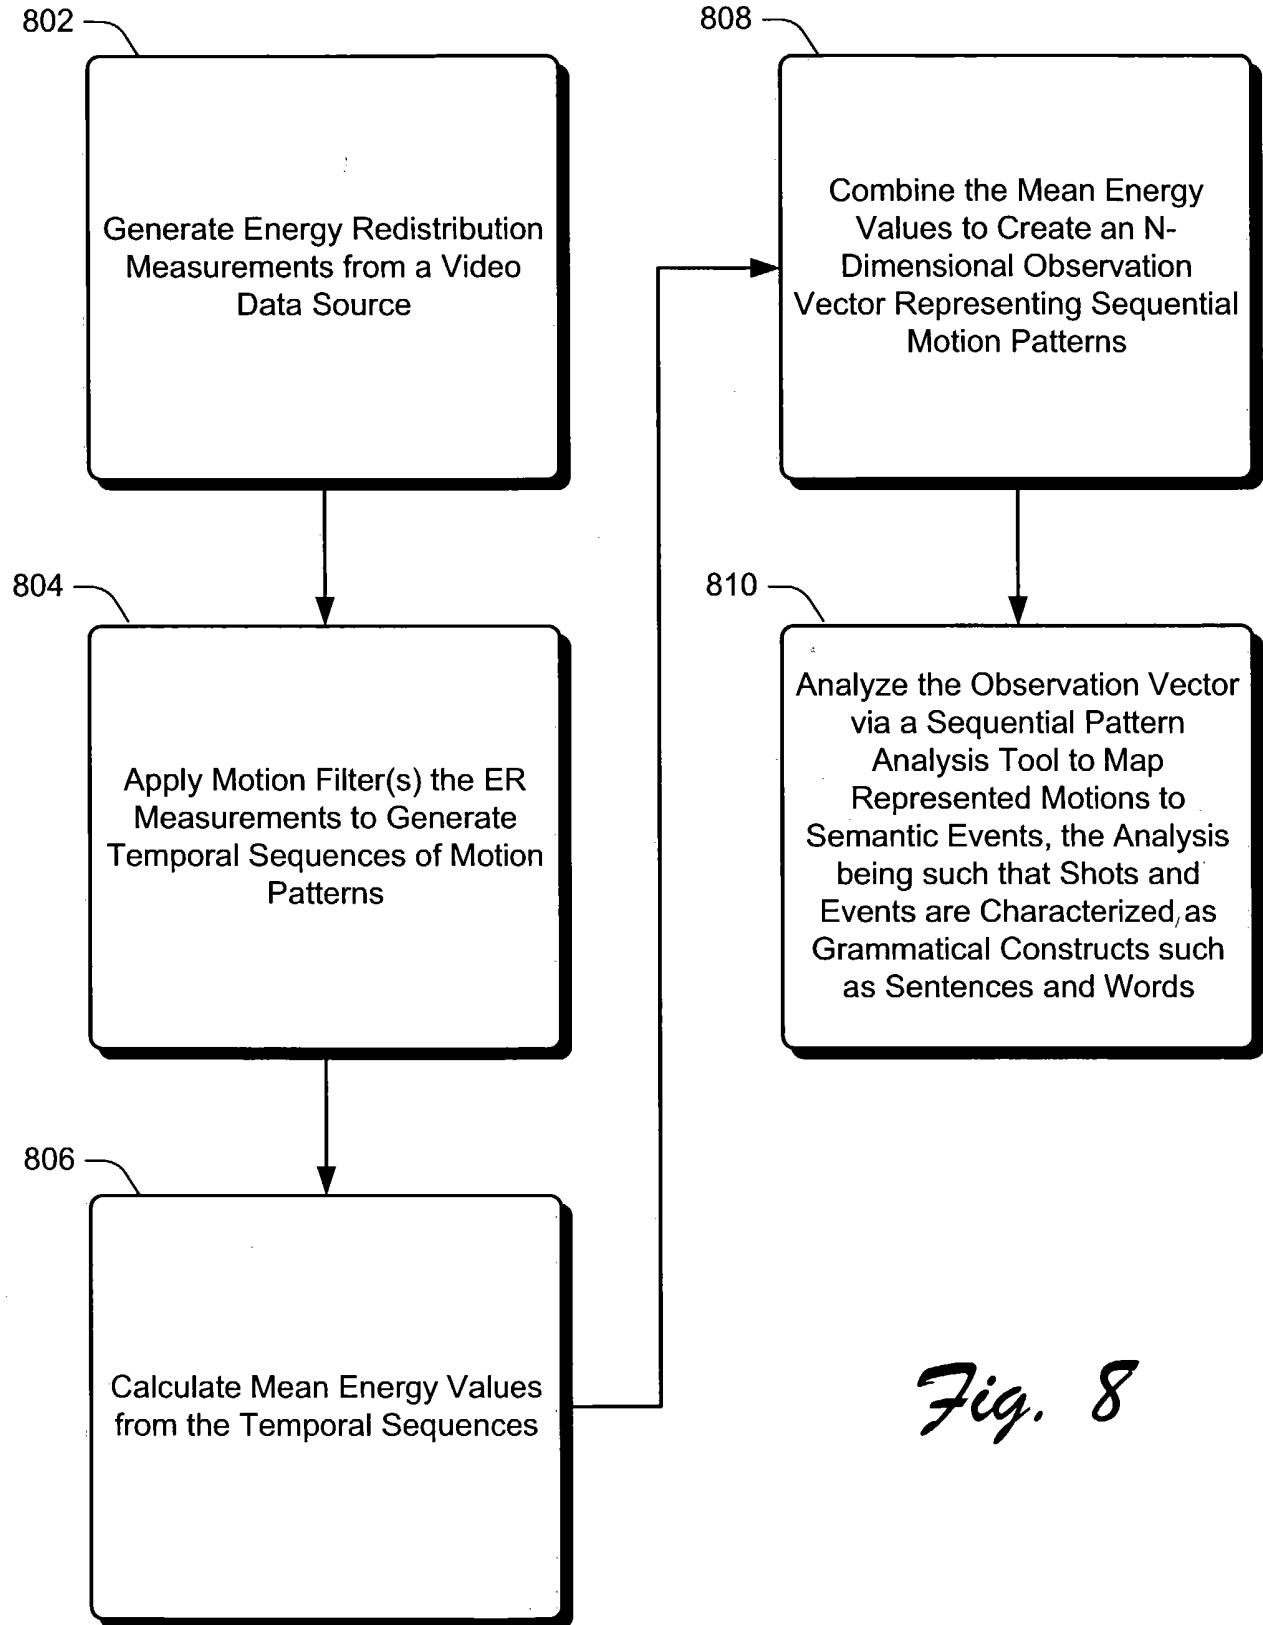 802
Generate Energy Redistribution
Measurements from a Video
Data Source
804
Apply Motion Filter(s) the ER
Measurements to Generate
Temporal Sequences of Motion
Patterns
806
Calculate Mean Energy Values
from the Temporal Sequences
808
Combine the Mean Energy
Values to Create an N-
Dimensional Observation
Vector Representing Sequential
Motion Patterns
810
Analyze the Observation Vector
via a Sequential Pattern
Analysis Tool to Map
Represented Motions to
Semantic Events, the Analysis
being such that Shots and
Events are Characterized as
Grammatical Constructs such
as Sentences and Words
Fig. 8